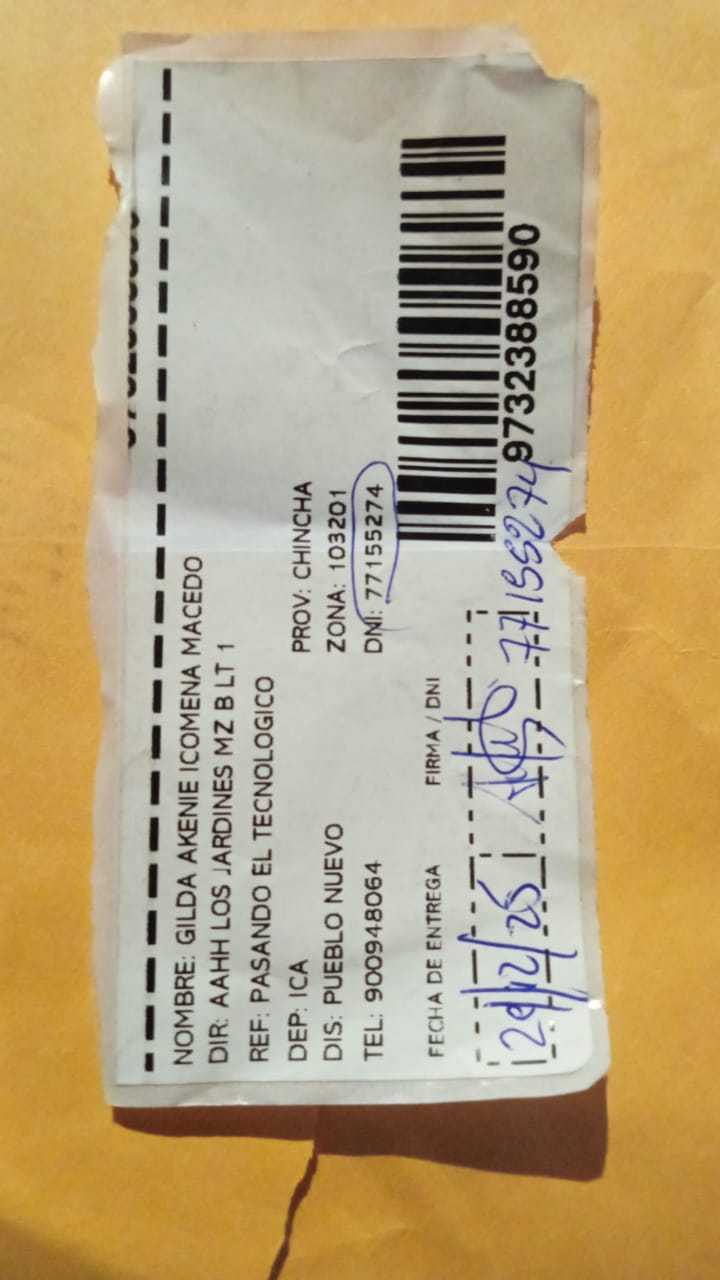 NOMBRE: GILDA AKENIE ICOMENA MACEDO
DIR: AAHH LOS JARDINES MZ B LT 1
REF: PASANDO EL TECNOLOGICO
DEP: ICA
PROV: CHINCHA
DIS: PUEBLO NUEVO
ZONA: 103201
TEL: 900948064
DNI: 77155274
FECHA DE ENTREGA
FIRMA / DNI
9732388590
29/12/25
77155274